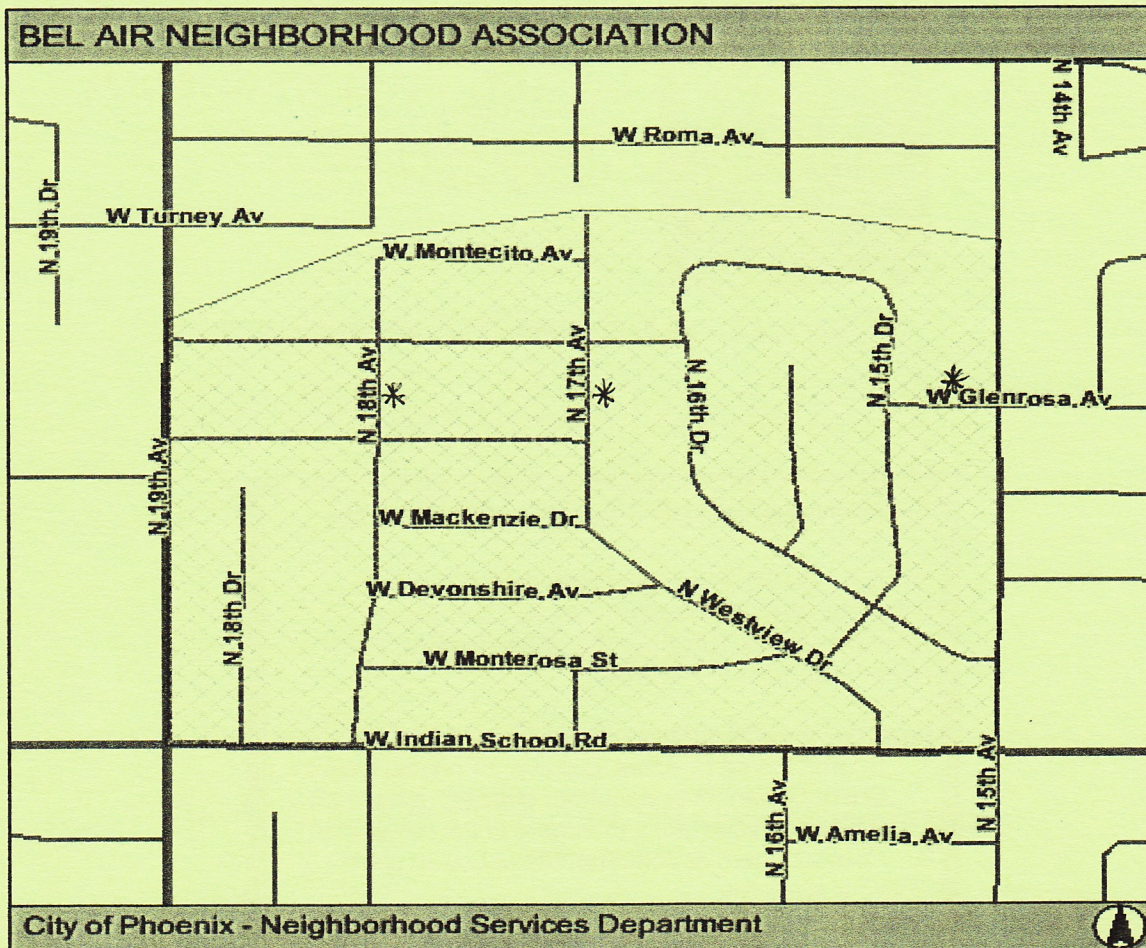 BEL AIR NEIGHBORHOOD ASSOCIATION
N 14th Av
W Roma Av
N 19th Dr
W Turney Av
W Montecito Av
N 18th Av
N 17th Av
N 16th Dr
N 15th Dr
W Glenrosa Av
N 19th Av
W Mackenzie Dr
W Devonshire Av
N Westview Dr
N 18th Dr
W Monterosa St
W Indian School Rd
N 15th Av
N 16th Av
W Amelia Av
City of Phoenix - Neighborhood Services Department